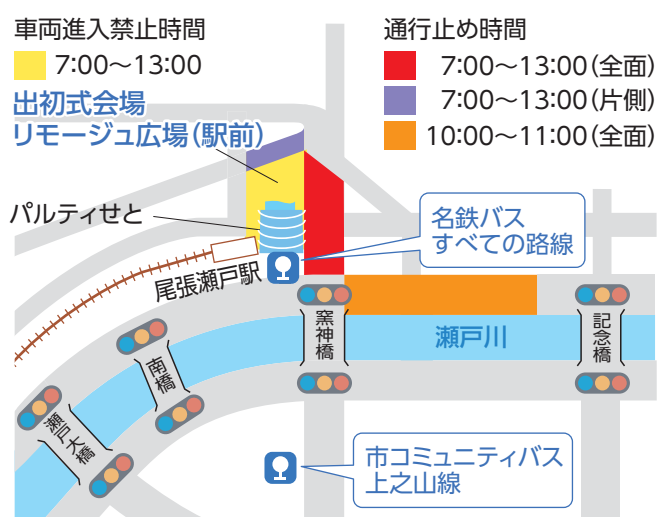 車両進入禁止時間
7:00〜13:00
通行止め時間
7:00〜13:00(全面)
7:00〜13:00(片側)
10:00〜11:00(全面)
出初式会場
リモージュ広場(駅前)
パルティせと
名鉄バス
すべての路線
尾張瀬戸駅
窯神橋
瀬戸川
記念橋
南橋
瀬戸大橋
市コミュニティバス
上之山線